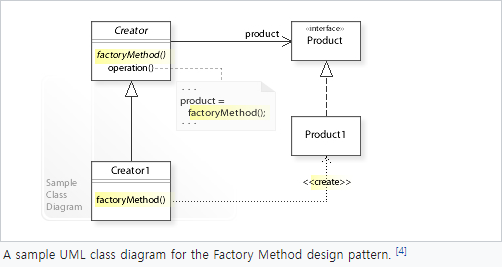 Creator
factoryMethod()
operation()
product
«interface»
Product
- - -
product =
factoryMethod();
- - -
Product1
Creator1
factoryMethod()
<<create>>
Sample
Class
Diagram
A sample UML class diagram for the Factory Method design pattern. [4]